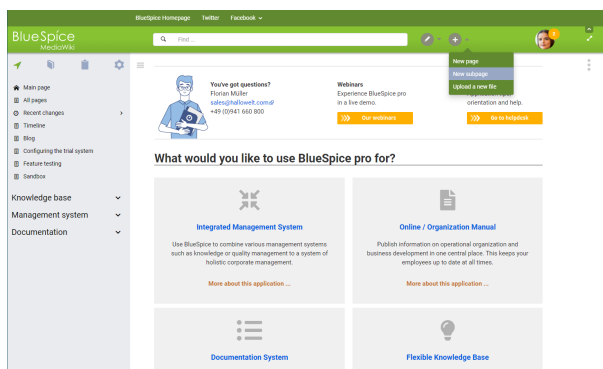 BlueSpice Homepage Twitter Facebook
BlueSpice
MediaWiki
Find ...
New page
New subpage
Upload a new file
Main page
All pages
Recent changes
Timeline
Blog
Configuring the trial system
Feature testing
Sandbox
Knowledge base
Management system
Documentation
You've got questions?
Florian Müller
sales@hallowelt.com
+49 (0)941 660 800
Webinars
Experience BlueSpice pro
in a live demo.
Our webinars
orientation and help.
Go to helpdesk
What would you like to use BlueSpice pro for?
Integrated Management System
Use BlueSpice to combine various management systems
such as knowledge or quality management to a system of
holistic corporate management.
More about this application ...
Online / Organization Manual
Publish information on operational organization and
business development in one central place. This keeps your
employees up to date at all times.
More about this application ...
Documentation System
Flexible Knowledge Base